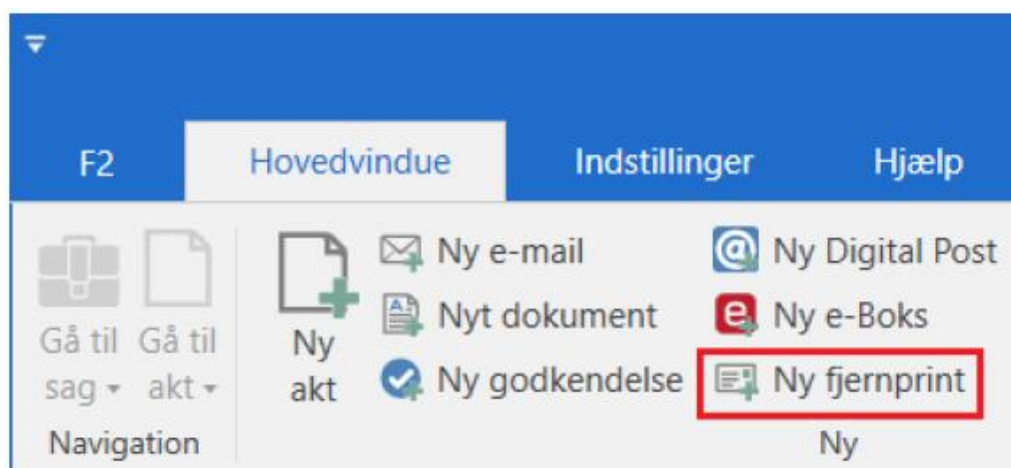 F2
Hovedvindue
Indstillinger
Hjælp
Gå til
sag
Gå til
akt
Navigation
Ny
akt
Ny e-mail
Nyt dokument
Ny godkendelse
Ny Digital Post
Ny e-Boks
Ny fjernprint
Ny